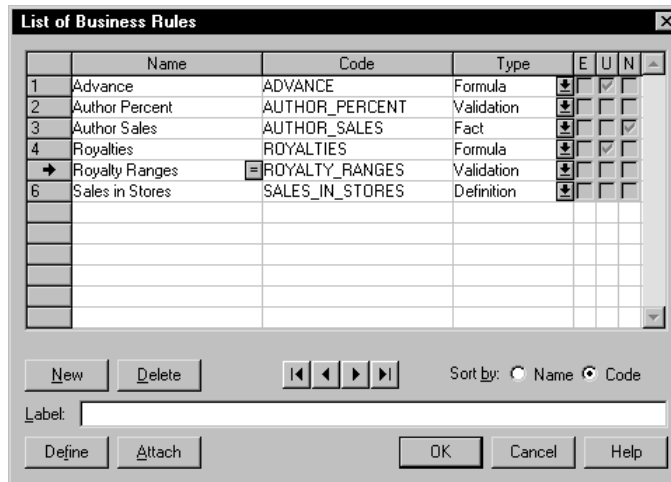 List of Business Rules
Name Code Type E U N
1 Advance ADVANCE Formula
2 Author Percent AUTHOR_PERCENT Validation
3 Author Sales AUTHOR_SALES Fact
4 Royalties ROYALTIES Formula
Royalty Ranges = ROYALTY_RANGES Validation
6 Sales in Stores SALES_IN_STORES Definition
New Delete Sort by: Name Code
Label:
Define Attach OK Cancel Help